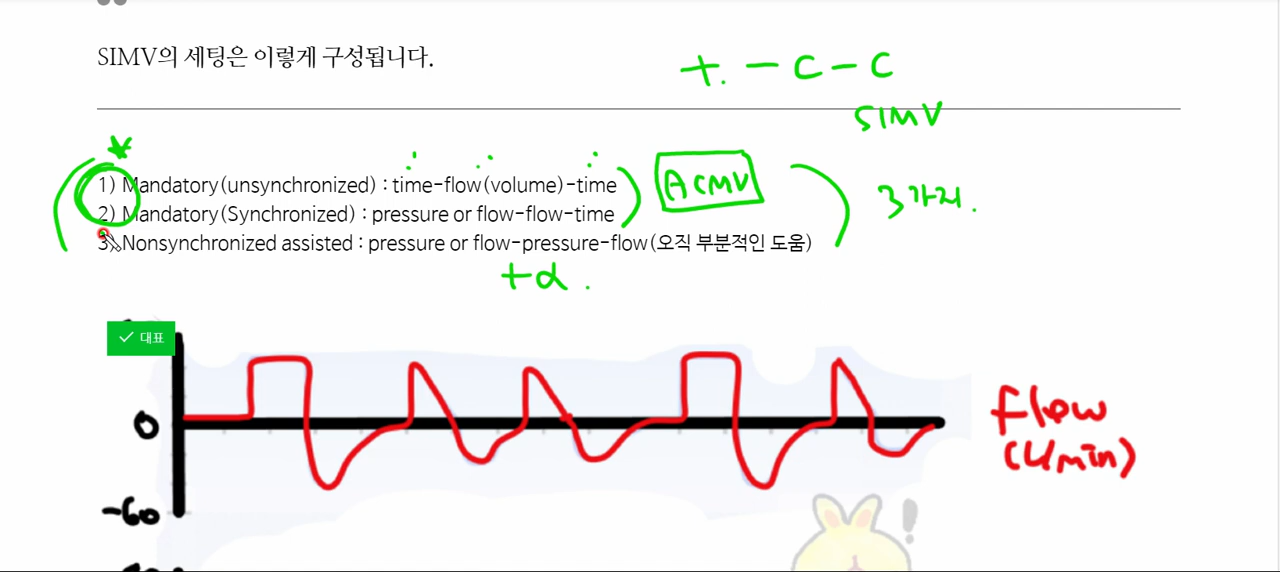 SIMV의 세팅은 이렇게 구성됩니다.
t. - C - C
SIMV
1) Mandatory(unsynchronized) : time-flow(volume)-time
2) Mandatory(Synchronized) : pressure or flow-flow-time
3) Nonsynchronized assisted : pressure or flow-pressure-flow(오직 부분적인 도움)
ACMV
3가지.
+α.
대표
0
-60
flow
(L/min)
!